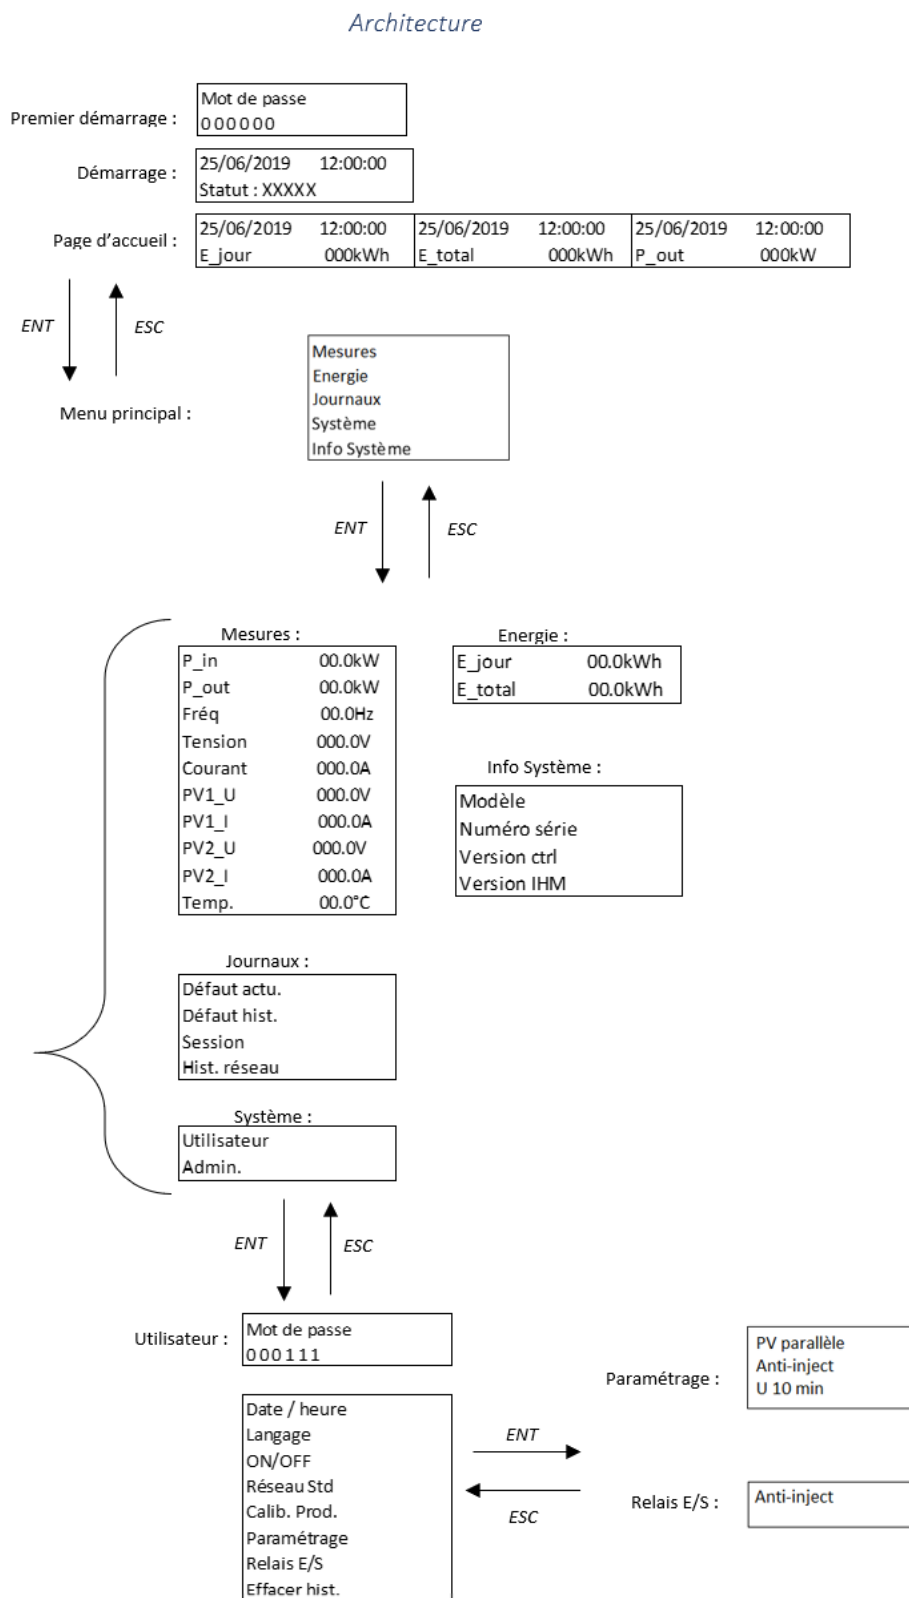 Architecture
Premier démarrage :
Mot de passe
000000
Démarrage :
25/06/2019 12:00:00
Statut : XXXXX
Page d'accueil :
25/06/2019 12:00:00 25/06/2019 12:00:00 25/06/2019 12:00:00
E_jour 000kWh E_total 000kWh P_out 000kW
ENT ESC
Menu principal :
Mesures
Energie
Journaux
Système
Info Système
ENT ESC
Mesures :
P_in 00.0kW
P_out 00.0kW
Fréq 00.0Hz
Tension 000.0V
Courant 000.0A
PV1_U 000.0V
PV1_I 000.0A
PV2_U 000.0V
PV2_I 000.0A
Temp. 00.0°C
Energie :
E_jour 00.0kWh
E_total 00.0kWh
Info Système :
Modèle
Numéro série
Version ctrl
Version IHM
Journaux :
Défaut actu.
Défaut hist.
Session
Hist. réseau
Système :
Utilisateur
Admin.
ENT ESC
Utilisateur :
Mot de passe
000111
Date / heure
Langage
ON/OFF
Réseau Std
Calib. Prod.
Paramétrage
Relais E/S
Effacer hist.
ENT
ESC
Paramétrage :
PV parallèle
Anti-inject
U 10 min
Relais E/S :
Anti-inject